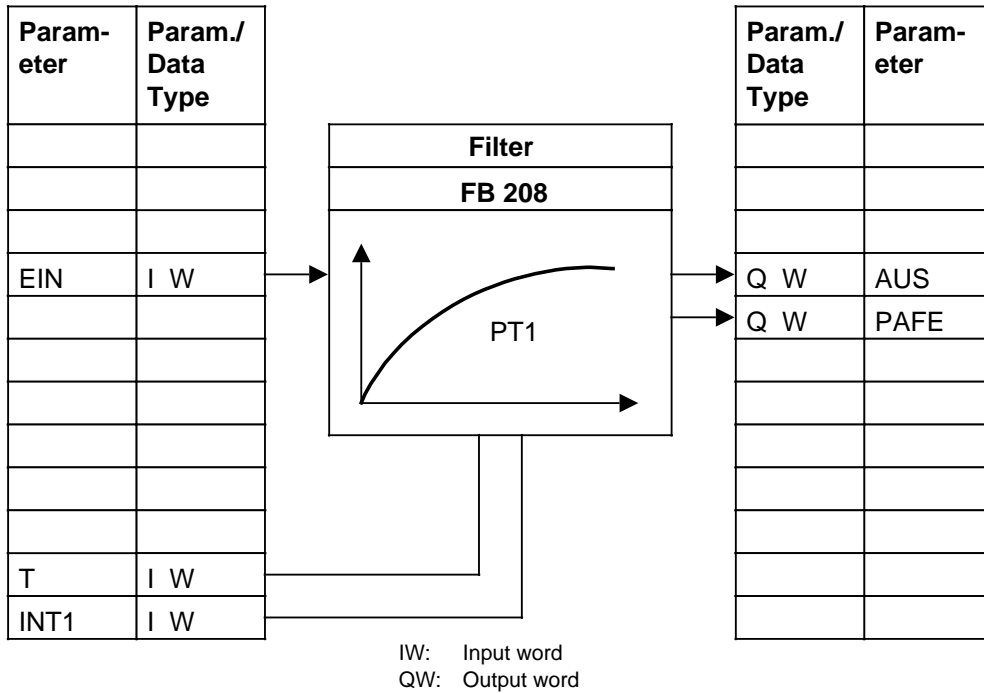 Param-
eter
Param./
Data
Type
Param./
Data
Type
Param-
eter
Filter
FB 208
EIN I W
Q W AUS
Q W PAFE
PT1
T I W
INT1 I W
IW: Input word
QW: Output word